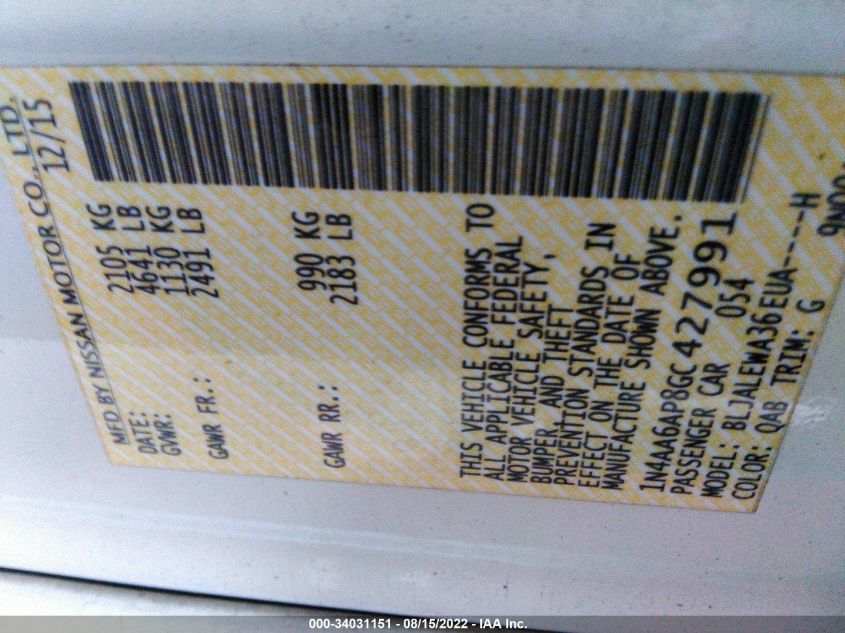 MFD BY NISSAN MOTOR CO., LTD.
DATE: 12/15
GVWR: 2105 KG
4641 LB
GAWR FR.: 1130 KG
2491 LB
GAWR RR.: 990 KG
2183 LB
THIS VEHICLE CONFORMS TO
ALL APPLICABLE FEDERAL
MOTOR VEHICLE SAFETY,
BUMPER, AND THEFT
PREVENTION STANDARDS IN
EFFECT ON THE DATE OF
MANUFACTURE SHOWN ABOVE.
1N4AA6AP8GC427991
PASSENGER CAR 054
MODEL: BLJALEWA36EUA----H
COLOR: QAB TRIM: G
000-34031151 - 08/15/2022 - IAA Inc.